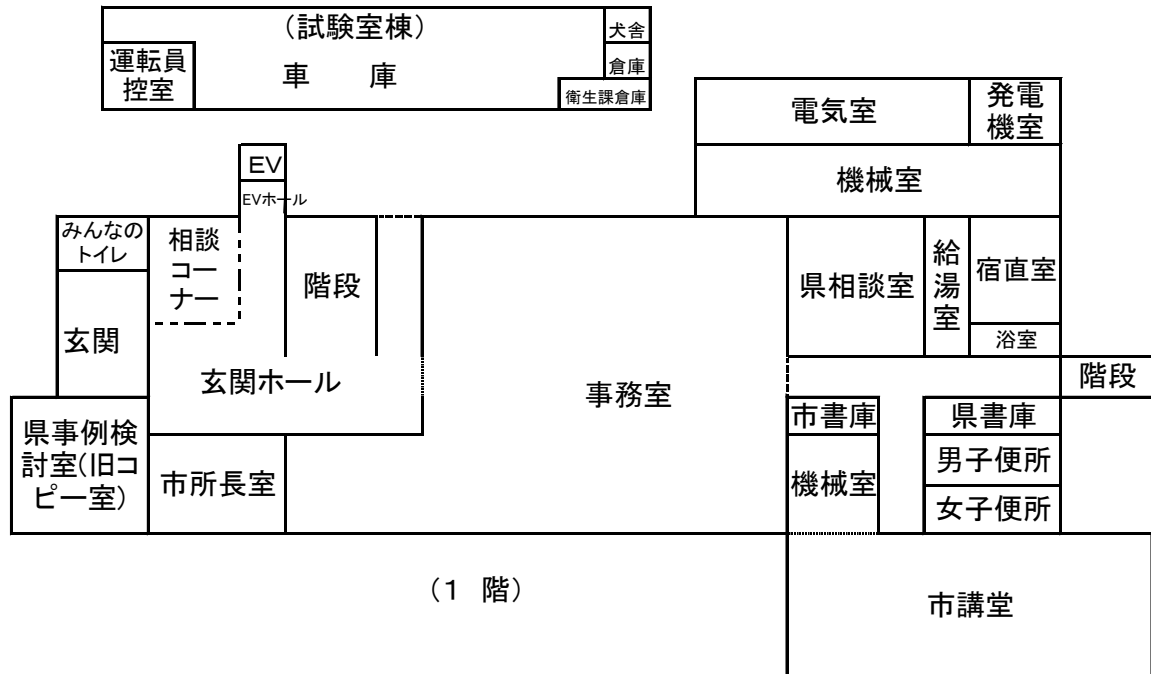 (試験室棟)
犬舎
運転員
控室
車　庫
倉庫
衛生課倉庫
電気室
発電
機室
機械室
EV
EVホール
みんなの
トイレ
相談
コー
ナー
階段
県相談室
給
湯
室
宿直室
浴室
玄関
玄関ホール
事務室
階段
県事例検
討室(旧コ
ピー室)
市所長室
市書庫
県書庫
機械室
男子便所
女子便所
(1　階)
市講堂